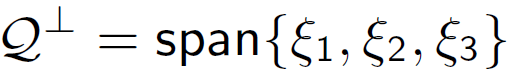 𝒬⊥ = span{ξ₁, ξ₂, ξ₃}